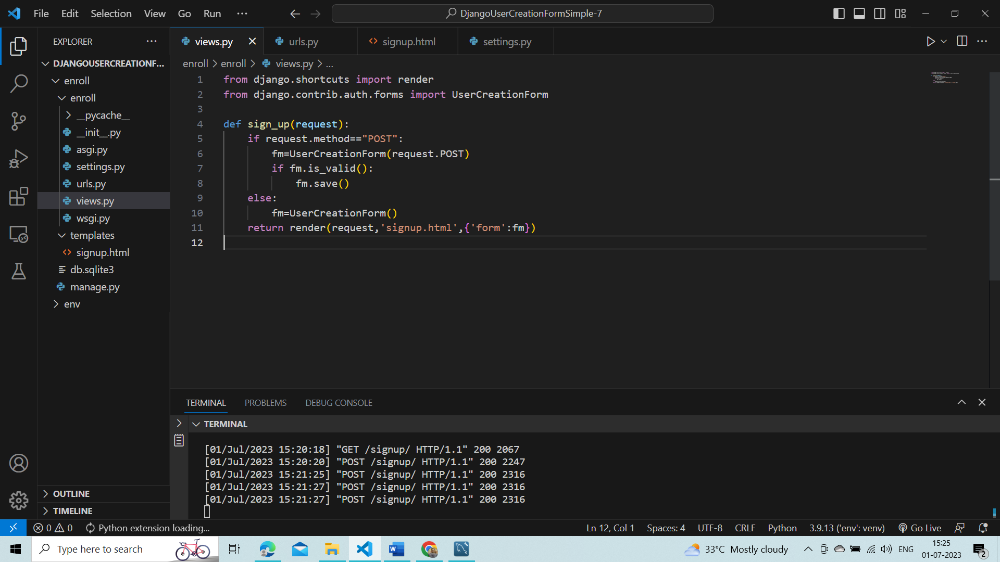 File Edit Selection View Go Run ...
DjangoUserCreationFormSimple-7
EXPLORER
DJANGOUSERCREATIONF...
enroll
enroll
__pycache__
__init__.py
asgi.py
settings.py
urls.py
views.py
wsgi.py
templates
signup.html
db.sqlite3
manage.py
env
OUTLINE
TIMELINE
views.py urls.py signup.html settings.py
enroll > enroll > views.py > ...
1 from django.shortcuts import render
2 from django.contrib.auth.forms import UserCreationForm
3
4 def sign_up(request):
5     if request.method=="POST":
6         fm=UserCreationForm(request.POST)
7         if fm.is_valid():
8             fm.save()
9     else:
10         fm=UserCreationForm()
11     return render(request,'signup.html',{'form':fm})
12
TERMINAL PROBLEMS DEBUG CONSOLE
TERMINAL
[01/Jul/2023 15:20:18] "GET /signup/ HTTP/1.1" 200 2067
[01/Jul/2023 15:20:20] "POST /signup/ HTTP/1.1" 200 2247
[01/Jul/2023 15:21:25] "POST /signup/ HTTP/1.1" 200 2316
[01/Jul/2023 15:21:27] "POST /signup/ HTTP/1.1" 200 2316
[01/Jul/2023 15:21:27] "POST /signup/ HTTP/1.1" 200 2316
0 0 Python extension loading... Ln 12, Col 1 Spaces: 4 UTF-8 CRLF Python 3.9.13 ('env': venv) Go Live
Type here to search 33°C Mostly cloudy ENG
15:25
01-07-2023
2